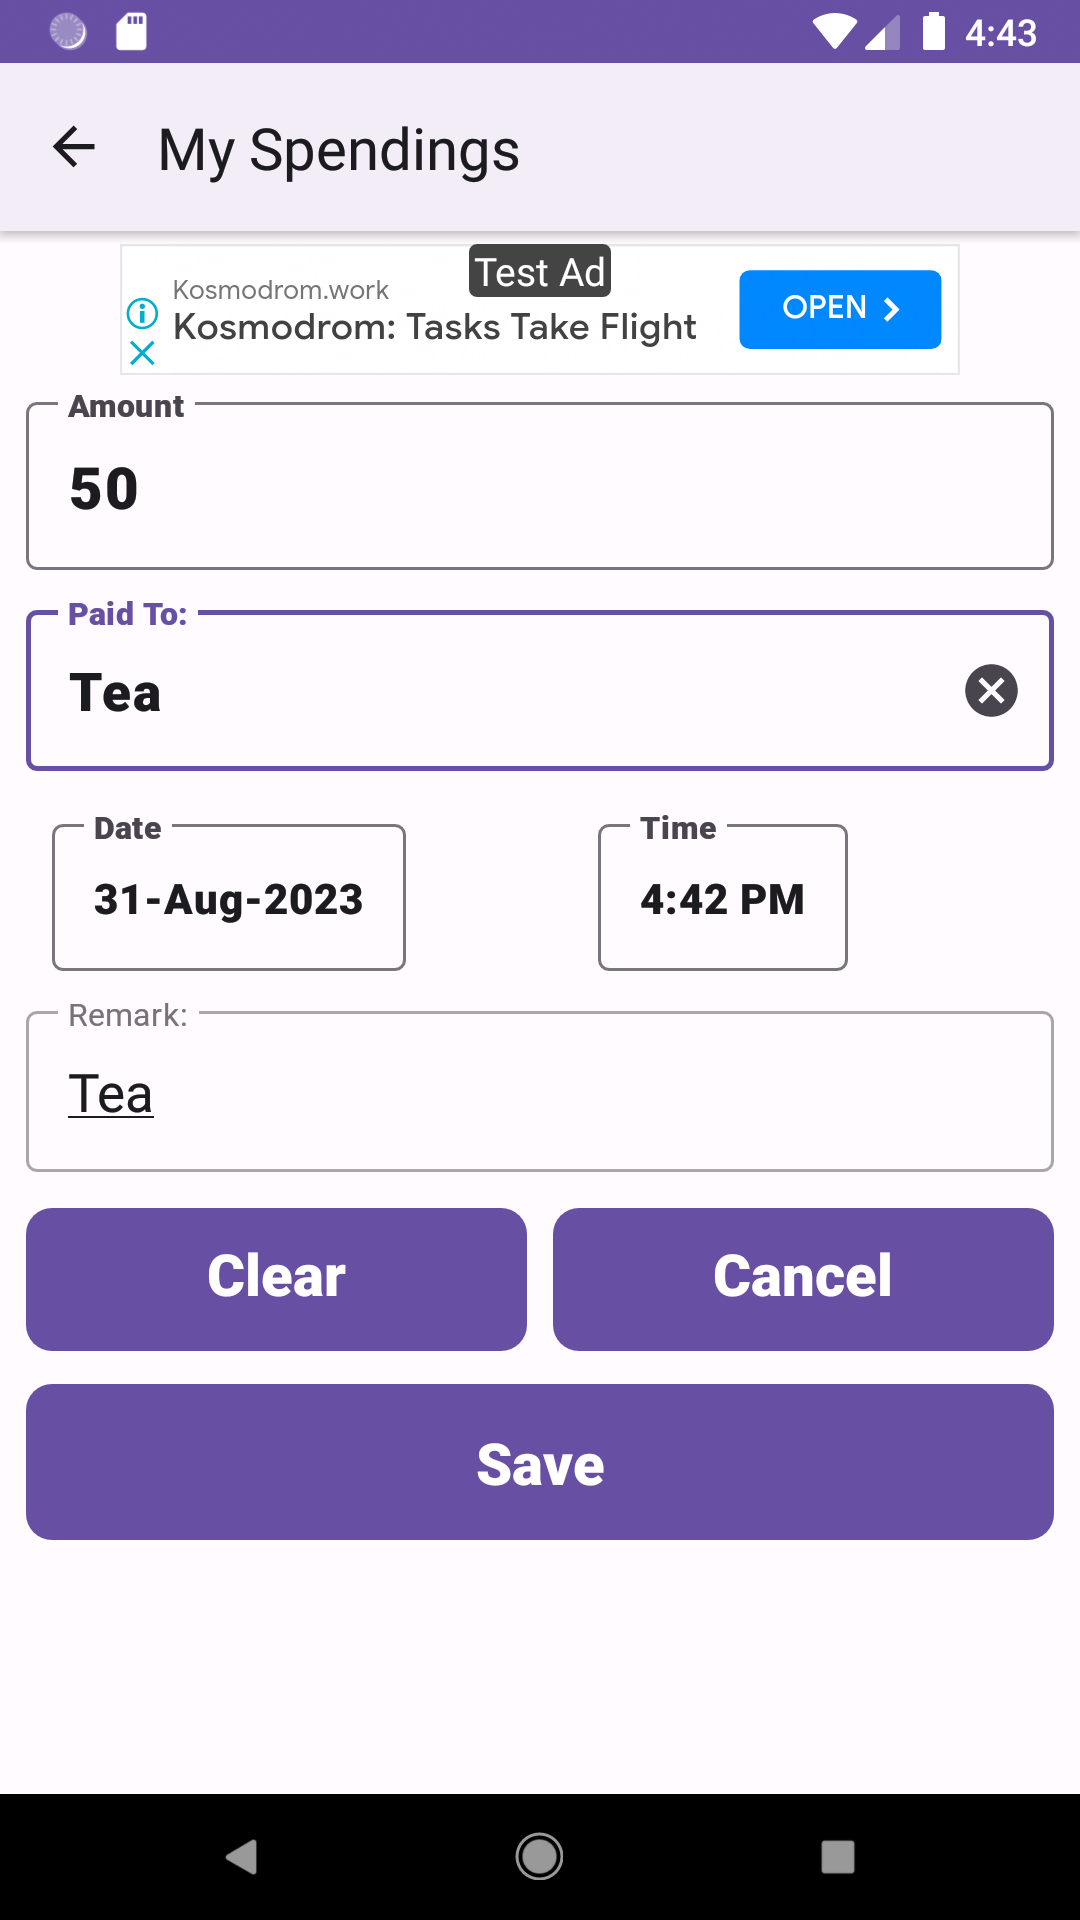 4:43
My Spendings
Test Ad
Kosmodrom.work
Kosmodrom: Tasks Take Flight
OPEN
Amount
50
Paid To:
Tea
Date
31-Aug-2023
Time
4:42 PM
Remark:
Tea
Clear
Cancel
Save